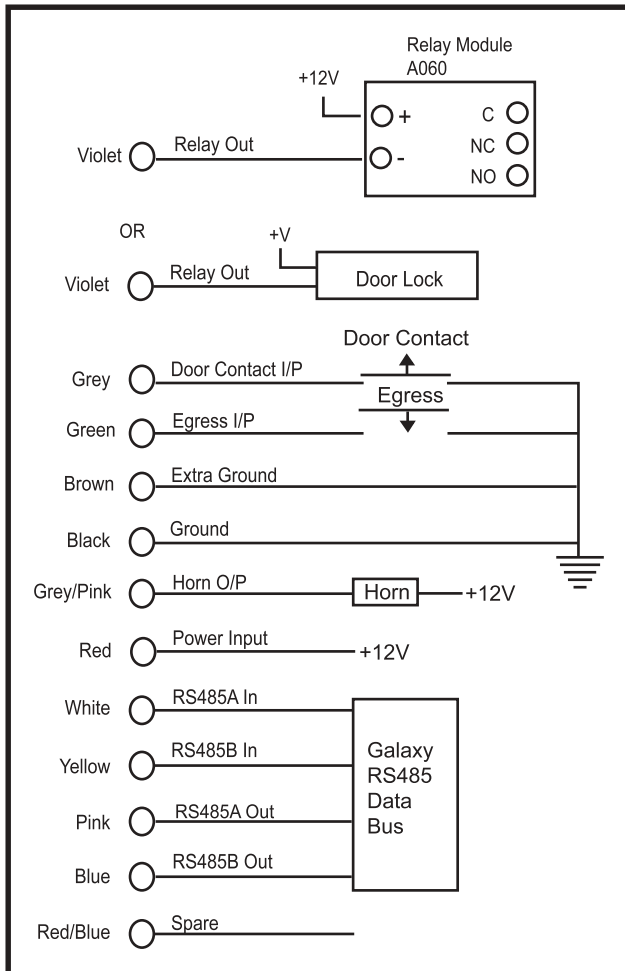 Relay Module
A060
+12V
+
C
NC
-
NO
Violet
Relay Out
OR
+V
Violet
Relay Out
Door Lock
Door Contact
Grey
Door Contact I/P
Egress
Green
Egress I/P
Brown
Extra Ground
Black
Ground
Grey/Pink
Horn O/P
Horn
+12V
Red
Power Input
+12V
White
RS485A In
Yellow
RS485B In
Galaxy
RS485
Data
Bus
Pink
RS485A Out
Blue
RS485B Out
Red/Blue
Spare